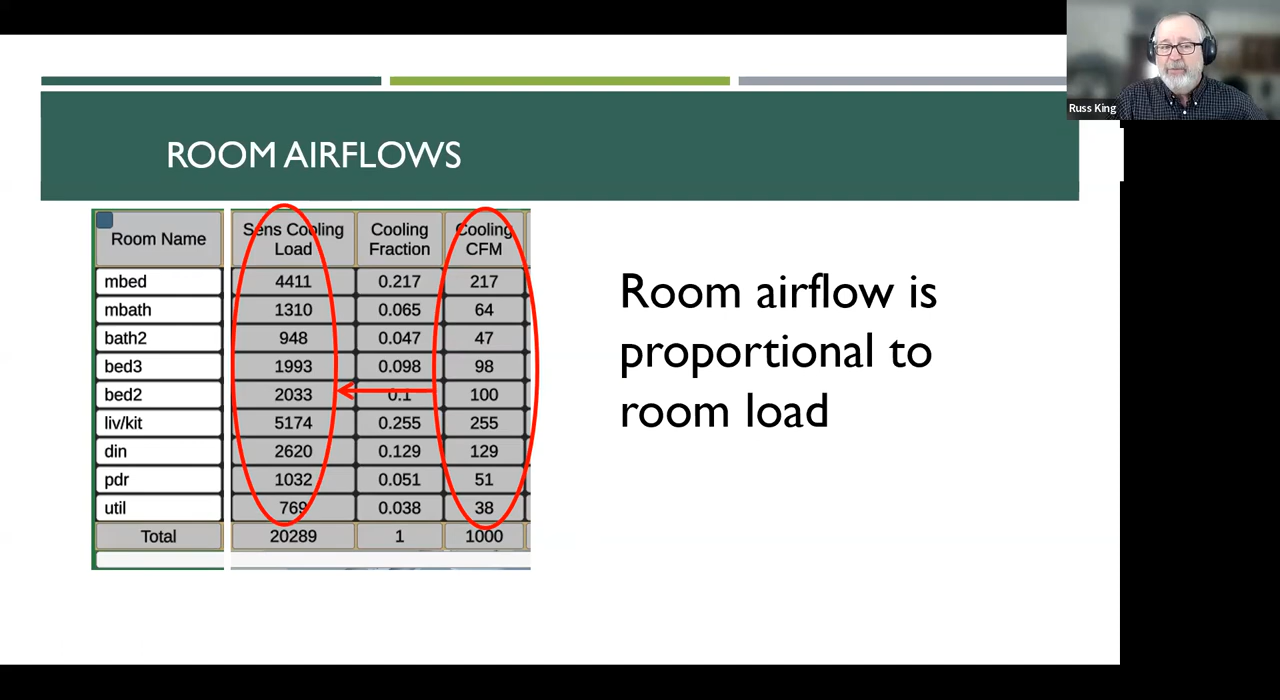 Russ King
ROOM AIRFLOWS
Room Name Sens Cooling Load Cooling Fraction Cooling CFM
mbed 4411 0.217 217
mbath 1310 0.065 64
bath2 948 0.047 47
bed3 1993 0.098 98
bed2 2033 0.1 100
liv/kit 5174 0.255 255
din 2620 0.129 129
pdr 1032 0.051 51
util 769 0.038 38
Total 20289 1 1000
Room airflow is
proportional to
room load